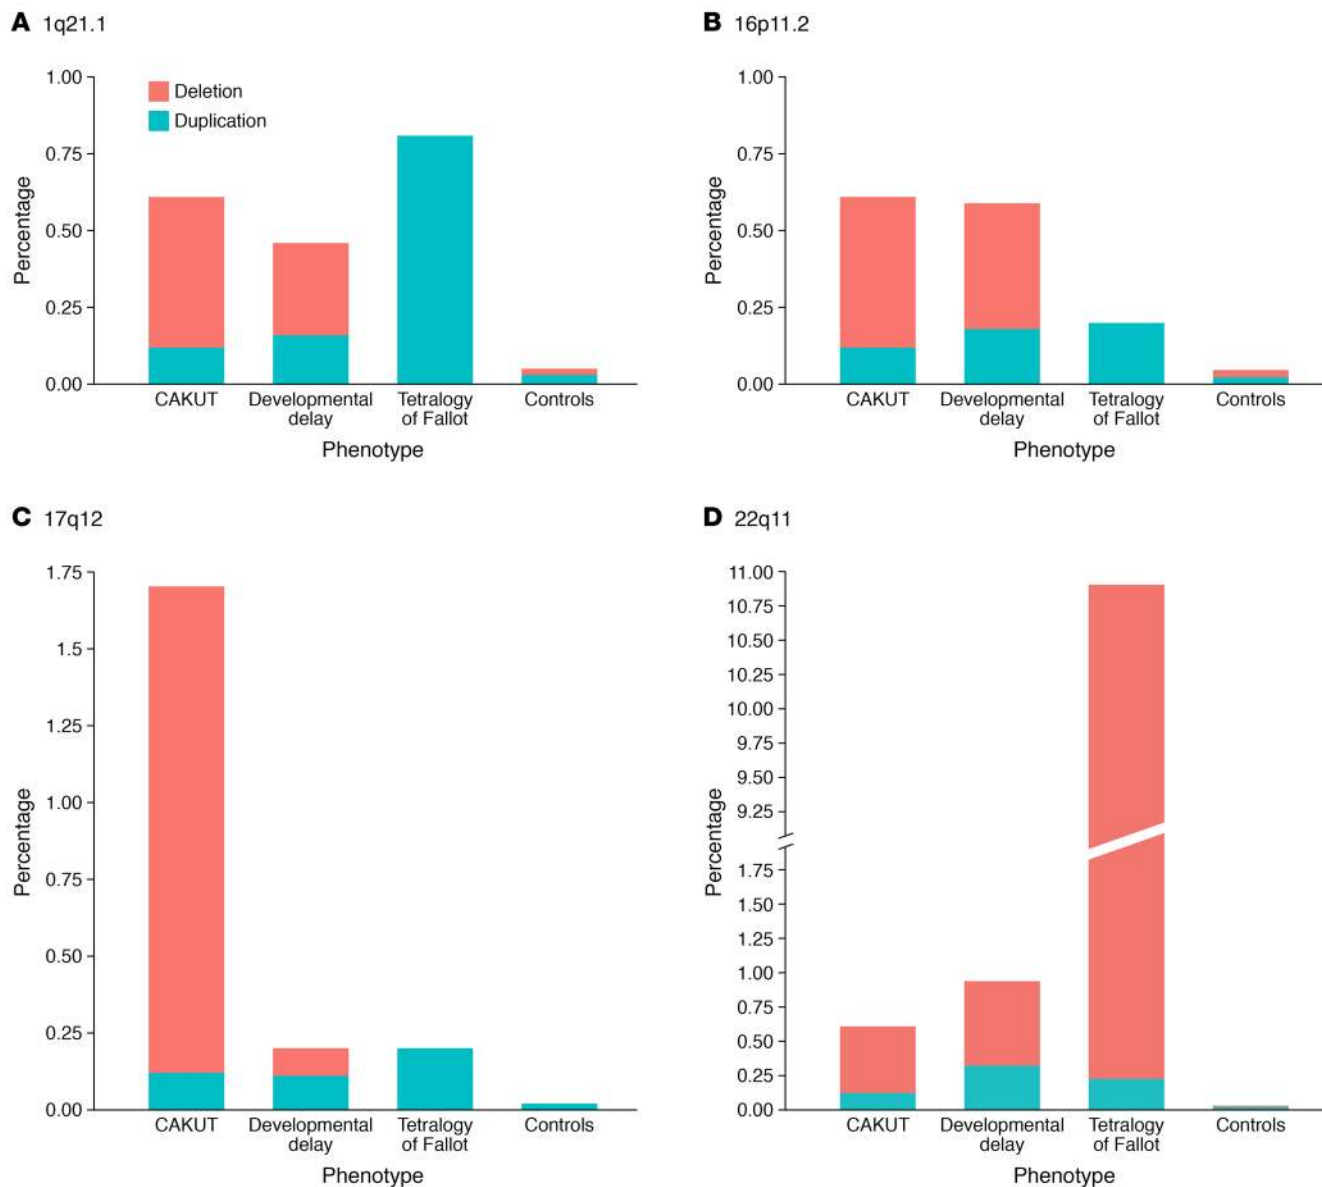 A 1q21.1
1.00
0.75
0.50
0.25
0.00
Percentage
Deletion
Duplication
CAKUT
Developmental
delay
Tetralogy
of Fallot
Controls
Phenotype
B 16p11.2
1.00
0.75
0.50
0.25
0.00
Percentage
CAKUT
Developmental
delay
Tetralogy
of Fallot
Controls
Phenotype
C 17q12
1.75
1.5
1.25
1.00
0.75
0.50
0.25
0.00
Percentage
CAKUT
Developmental
delay
Tetralogy
of Fallot
Controls
Phenotype
D 22q11
11.00
10.75
10.50
10.25
10.00
9.75
9.50
9.25
1.75
1.50
1.25
1.00
0.75
0.50
0.25
0.00
Percentage
CAKUT
Developmental
delay
Tetralogy
of Fallot
Controls
Phenotype